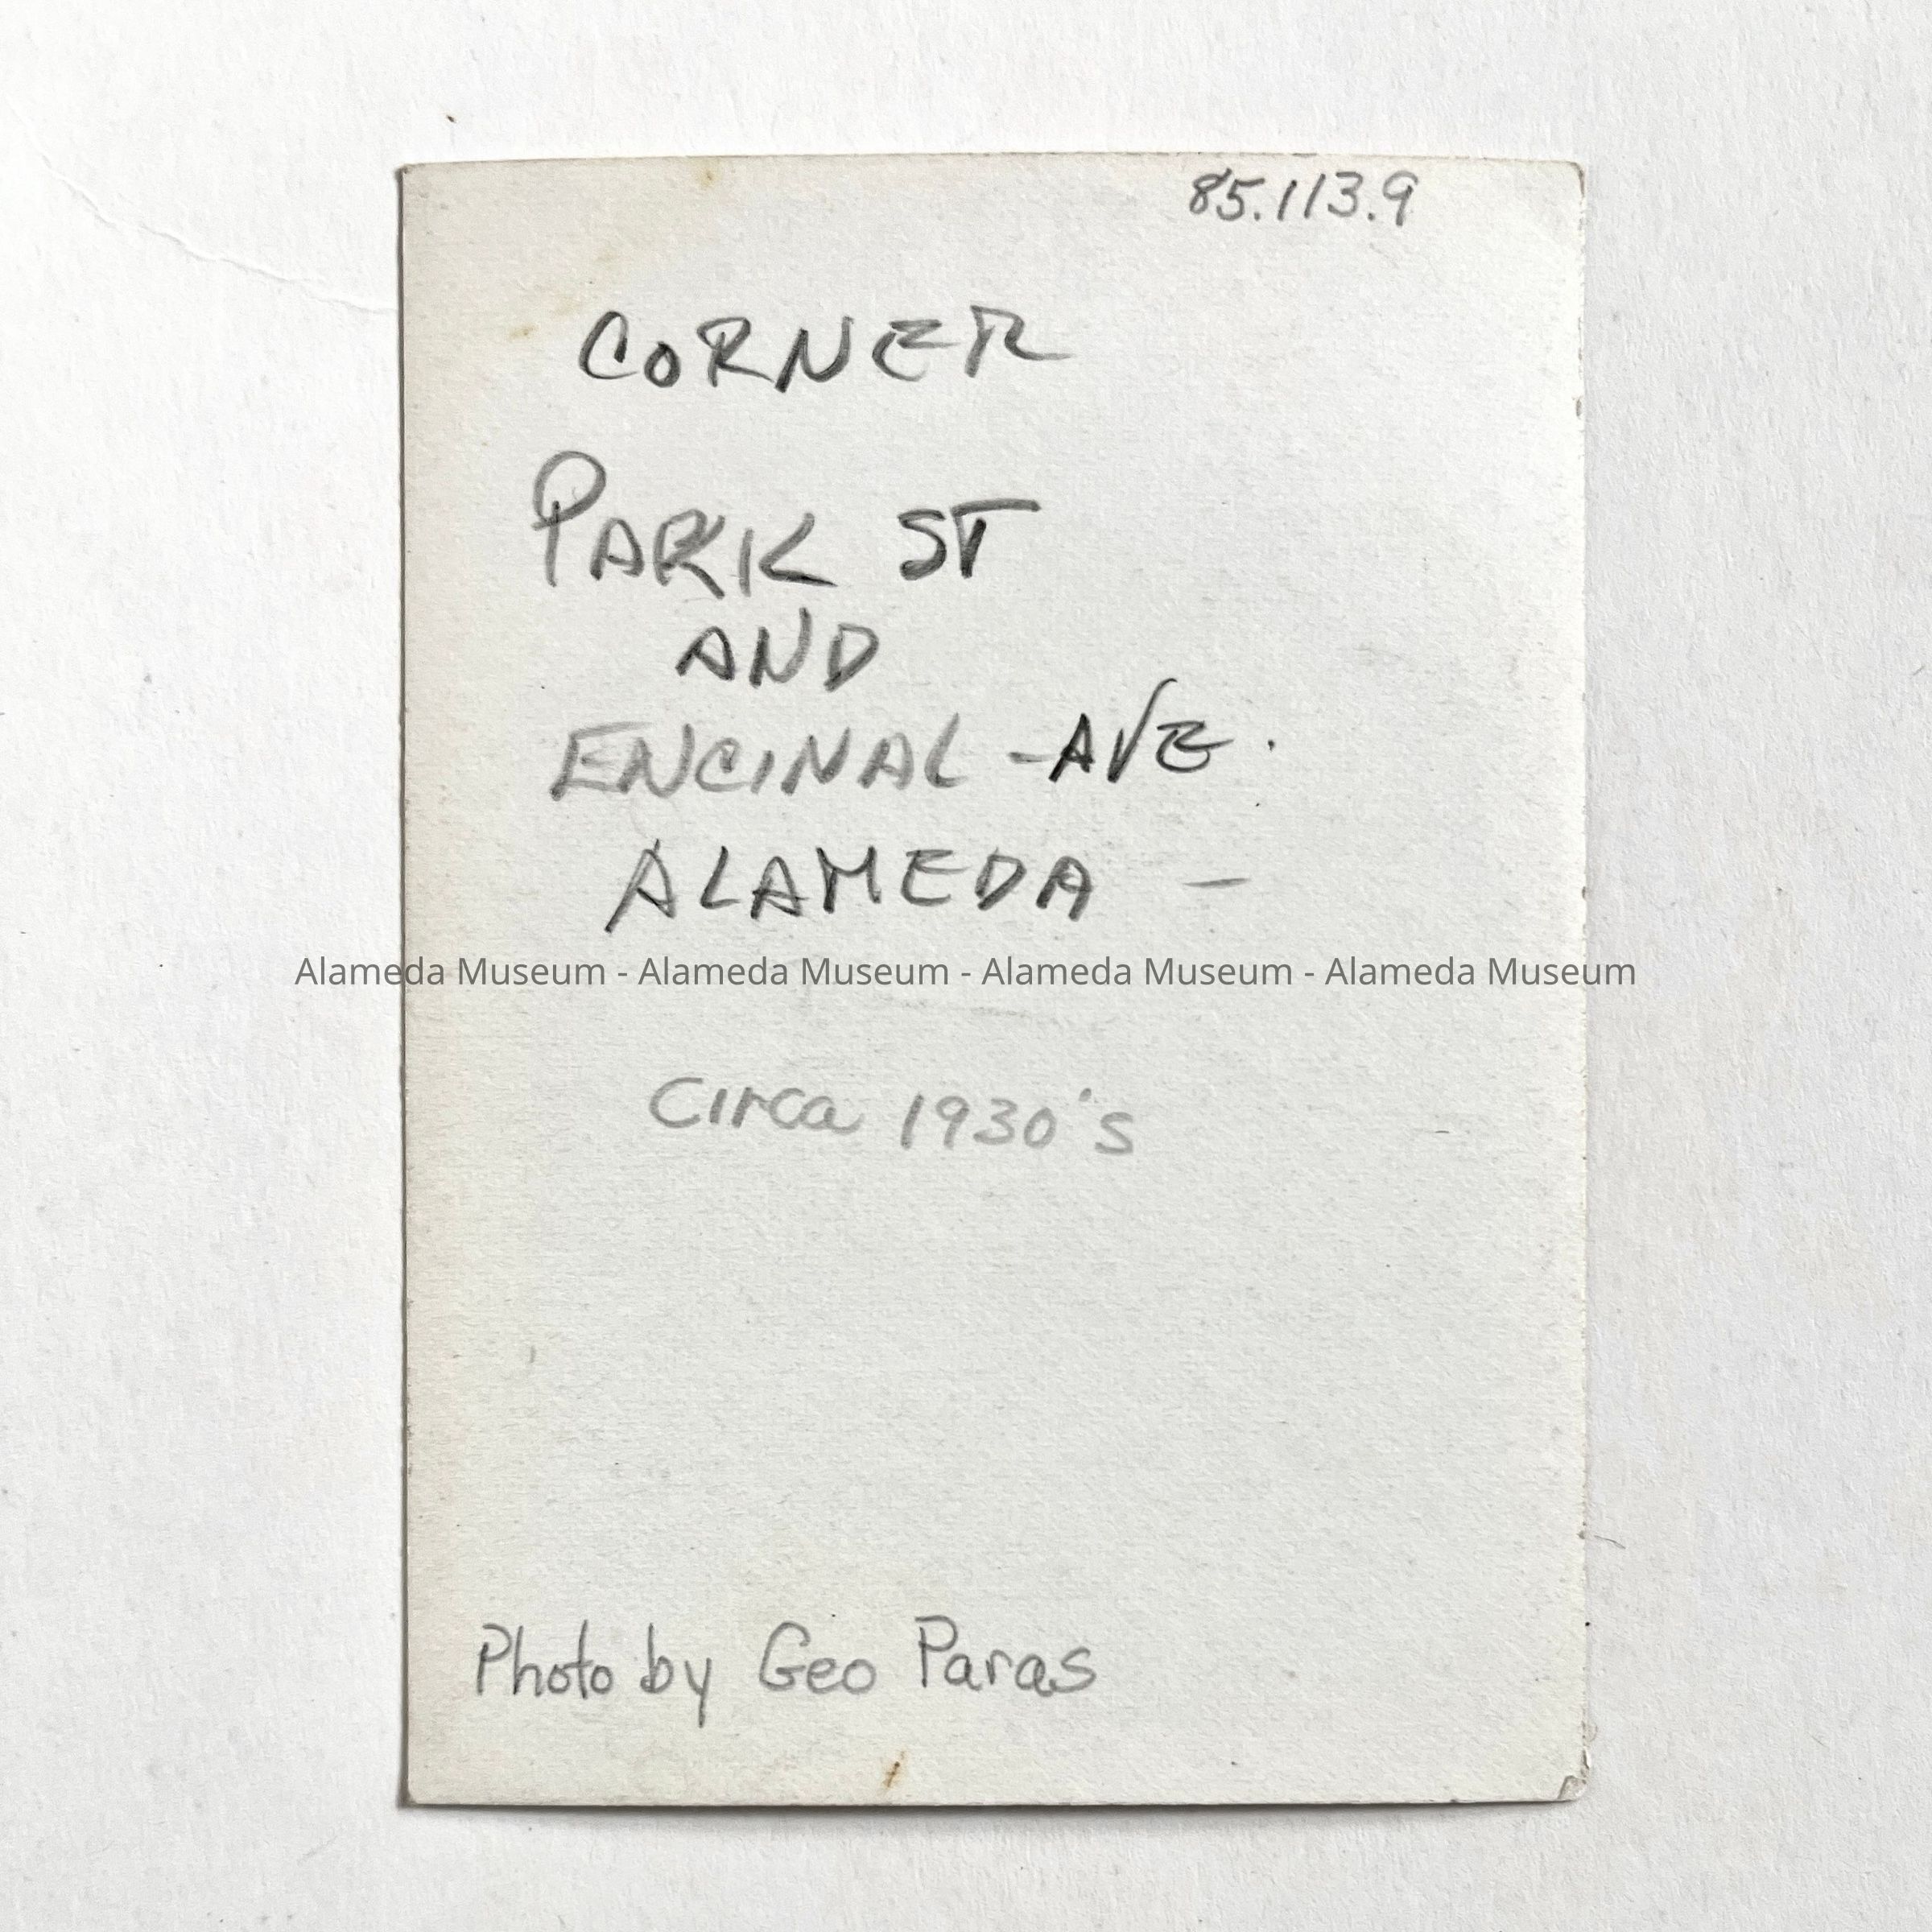 85.113.9
CORNER
PARK ST
AND
ENCINAL -AVE.
ALAMEDA -
Alameda Museum - Alameda Museum - Alameda Museum - Alameda Museum
Circa 1930's
Photo by Geo Paras